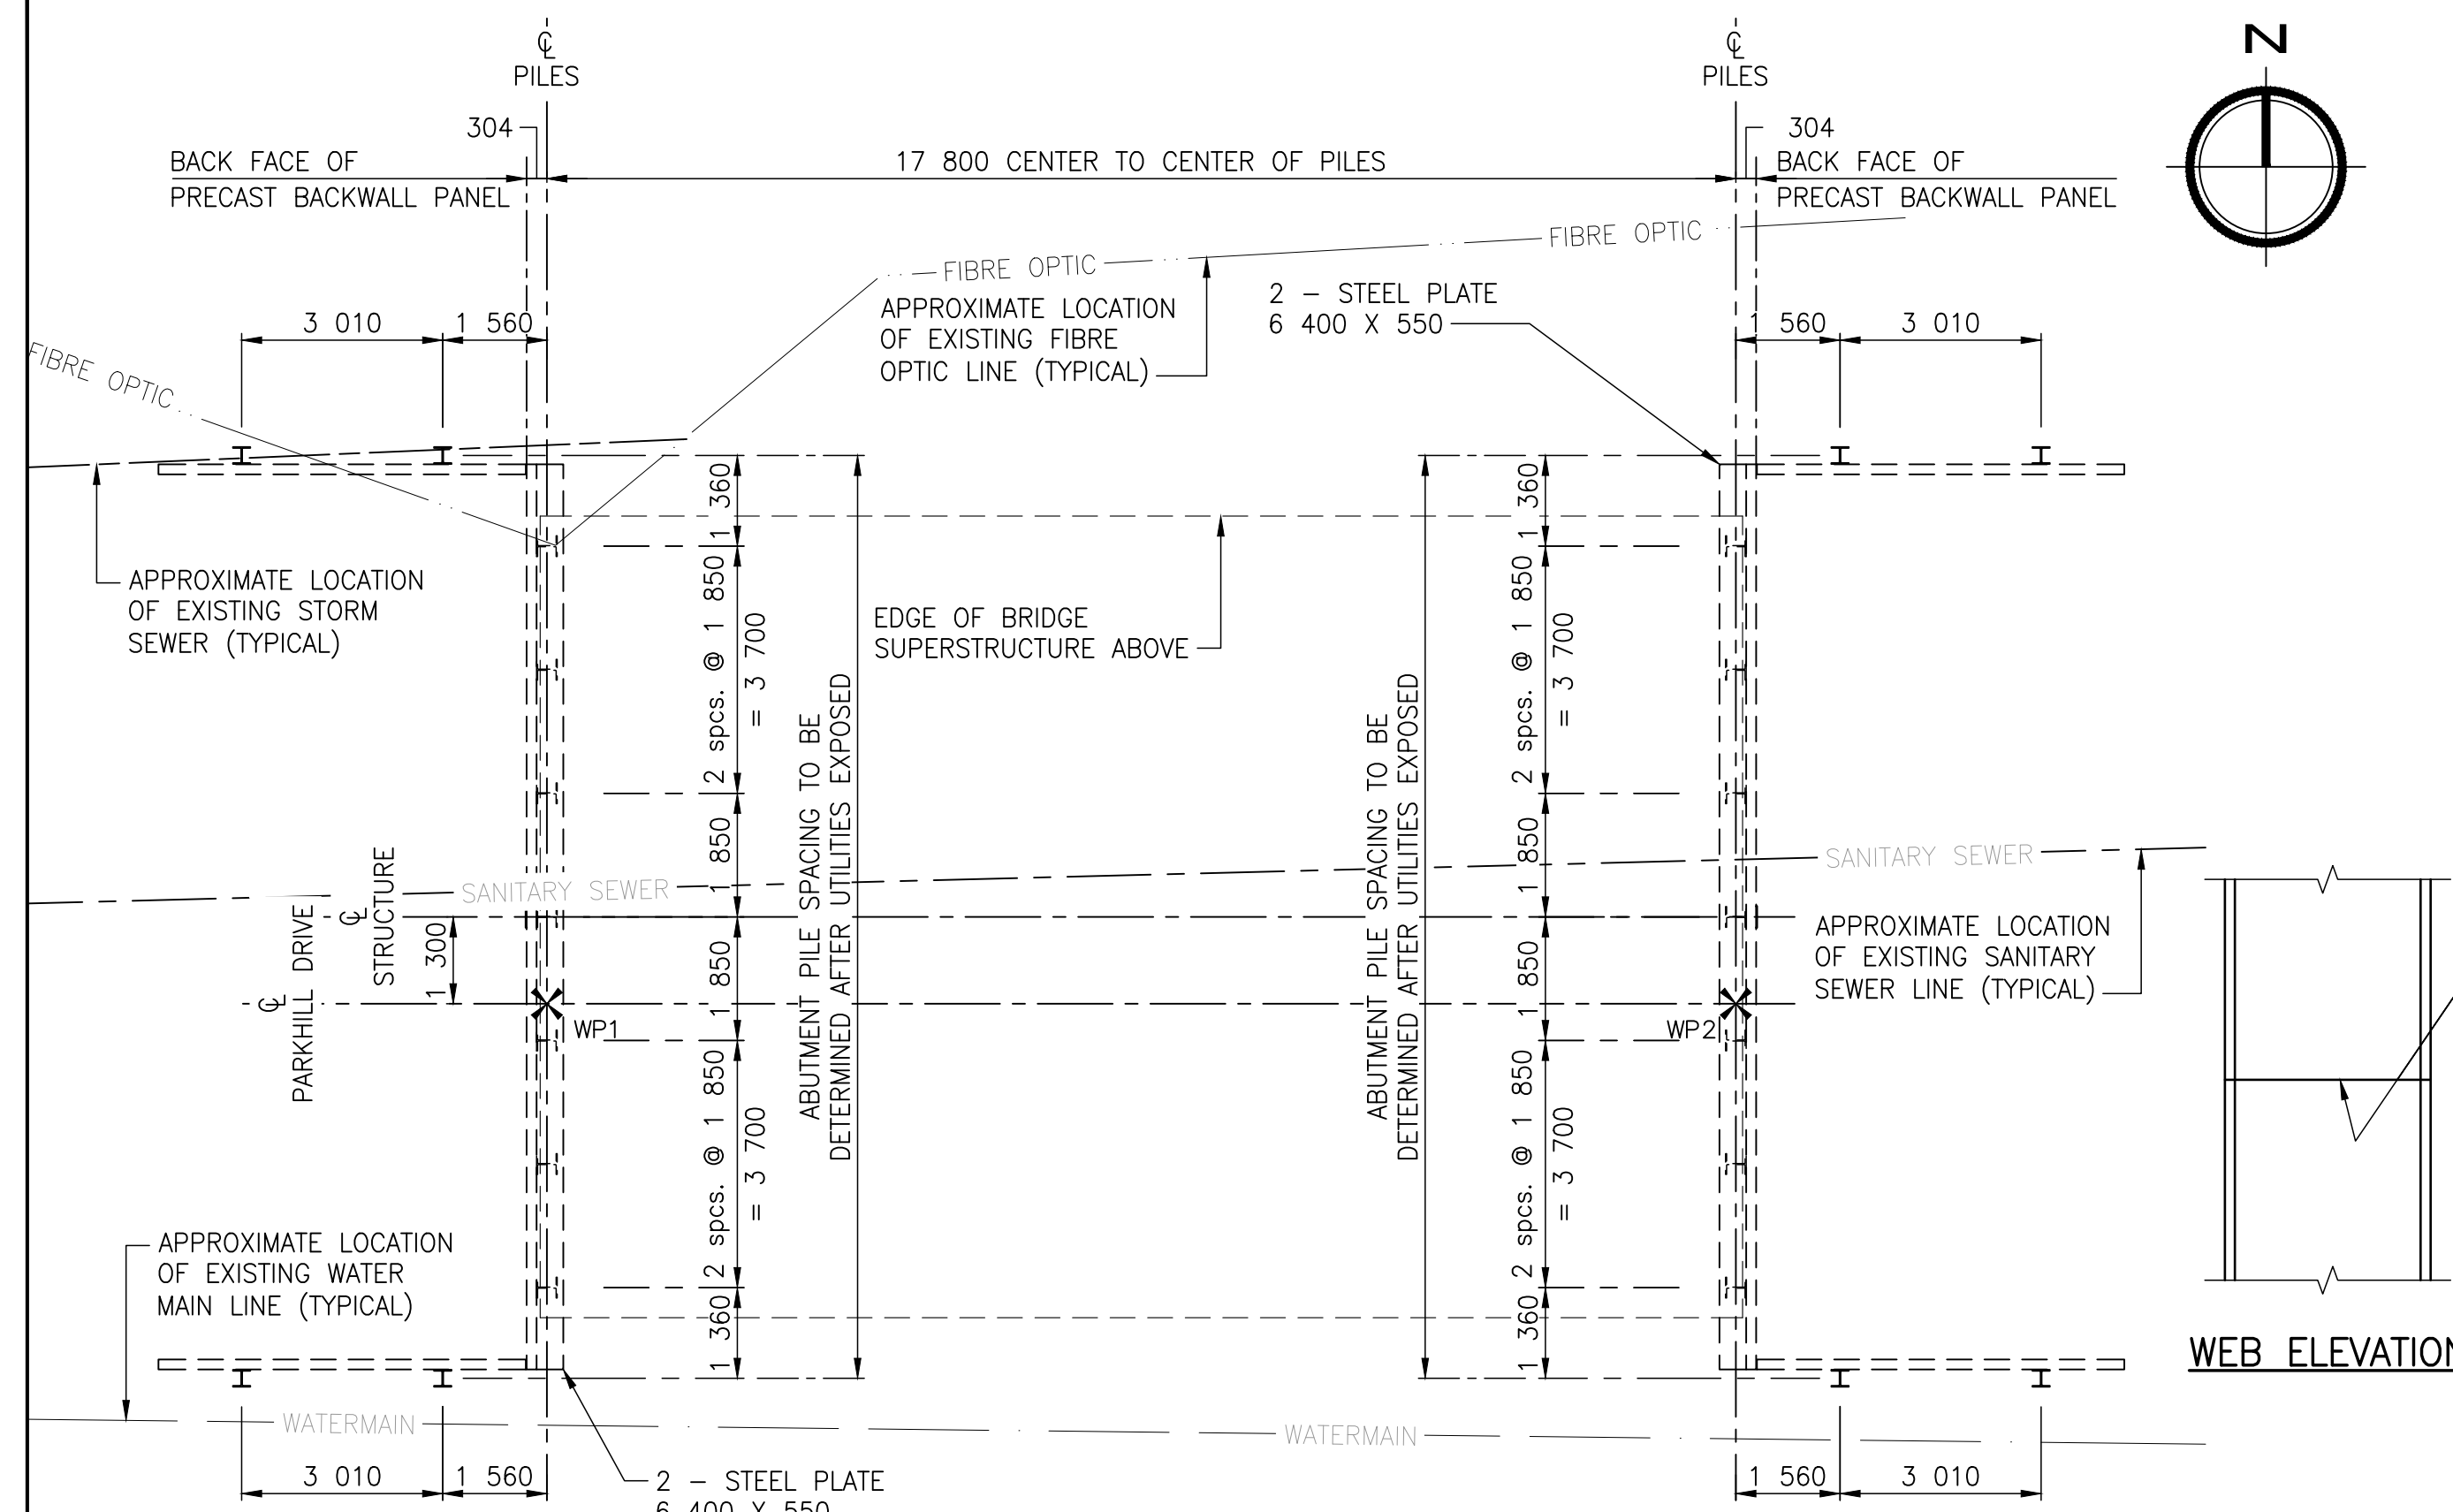 ℄
PILES
℄
PILES
N
304
304
BACK FACE OF
PRECAST BACKWALL PANEL
17 800 CENTER TO CENTER OF PILES
BACK FACE OF
PRECAST BACKWALL PANEL
FIBRE OPTIC
FIBRE OPTIC
FIBRE OPTIC
APPROXIMATE LOCATION
OF EXISTING FIBRE
OPTIC LINE (TYPICAL)
2 - STEEL PLATE
6 400 X 550
3 010
1 560
1 560
3 010
APPROXIMATE LOCATION
OF EXISTING STORM
SEWER (TYPICAL)
EDGE OF BRIDGE
SUPERSTRUCTURE ABOVE
1 360
2 spcs. @ 1 850
= 3 700
1 850
1 850
2 spcs. @ 1 850
= 3 700
1 360
ABUTMENT PILE SPACING TO BE
DETERMINED AFTER UTILITIES EXPOSED
ABUTMENT PILE SPACING TO BE
DETERMINED AFTER UTILITIES EXPOSED
1 360
2 spcs. @ 1 850
= 3 700
1 850
1 850
2 spcs. @ 1 850
= 3 700
1 360
SANITARY SEWER
SANITARY SEWER
℄
PARKHILL DRIVE
℄
STRUCTURE
1 300
WP1
WP2
APPROXIMATE LOCATION
OF EXISTING SANITARY
SEWER LINE (TYPICAL)
APPROXIMATE LOCATION
OF EXISTING WATER
MAIN LINE (TYPICAL)
WEB ELEVATION
WATERMAIN
WATERMAIN
3 010
1 560
2 - STEEL PLATE
6 400 X 550
1 560
3 010